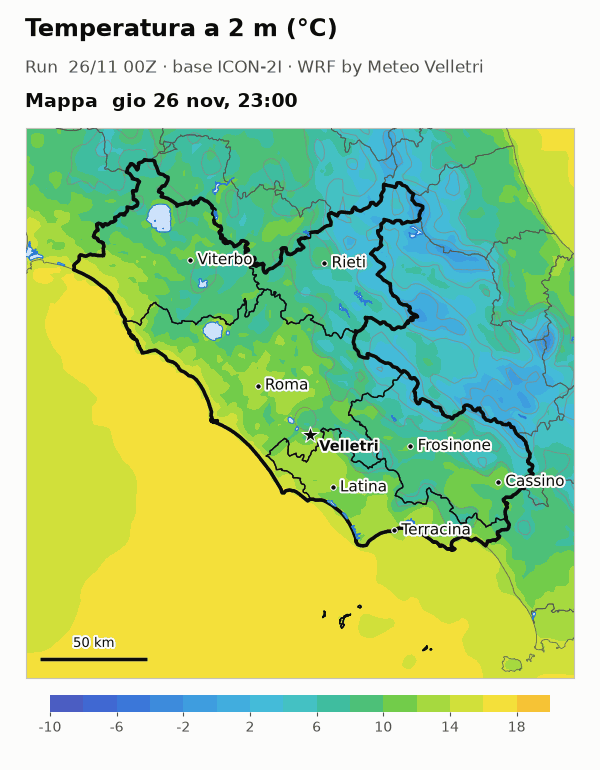 Temperatura a 2 m (°C)
Run  26/11 00Z · base ICON-2I · WRF by Meteo Velletri
Mappa  gio 26 nov, 23:00
Viterbo
Rieti
Roma
Velletri
Frosinone
Latina
Cassino
Terracina
50 km
-10 -6 -2 2 6 10 14 18